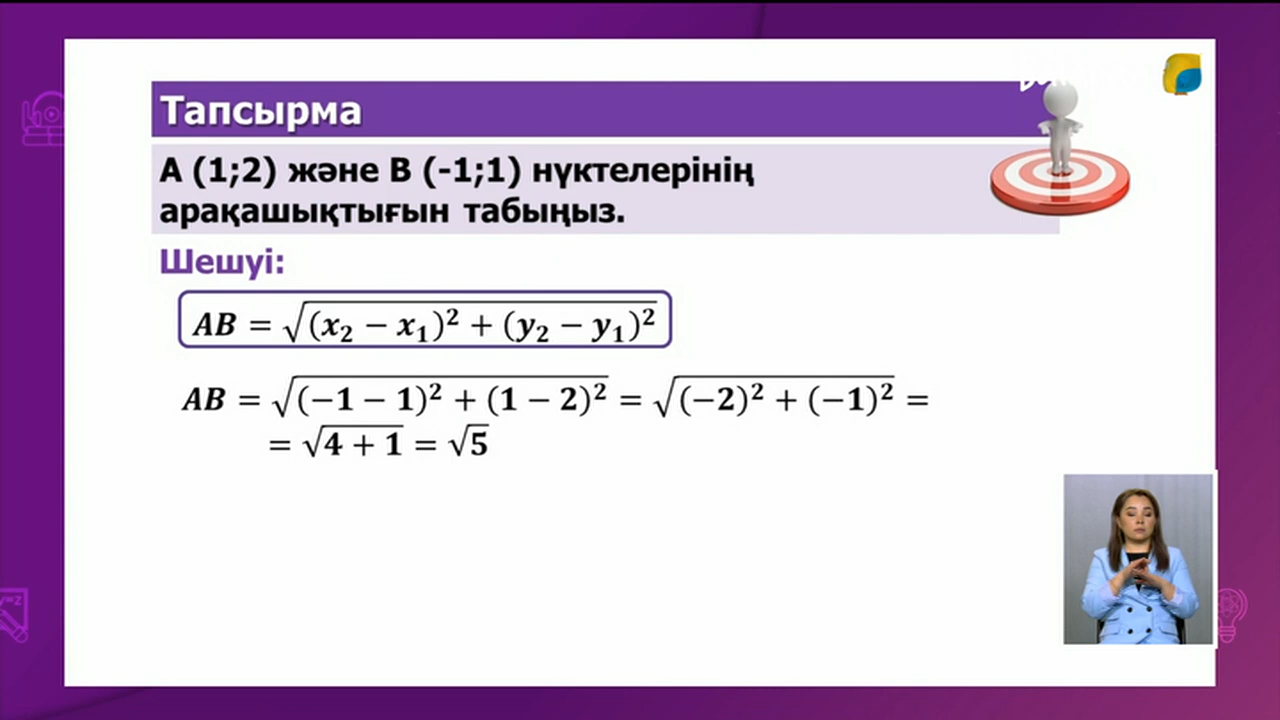 Тапсырма
А (1;2) және В (-1;1) нүктелерінің
арақашықтығын табыңыз.
Шешуі:
AB = √((x₂ − x₁)² + (y₂ − y₁)²)
AB = √((−1 − 1)² + (1 − 2)²) = √((−2)² + (−1)²) =
= √(4 + 1) = √5